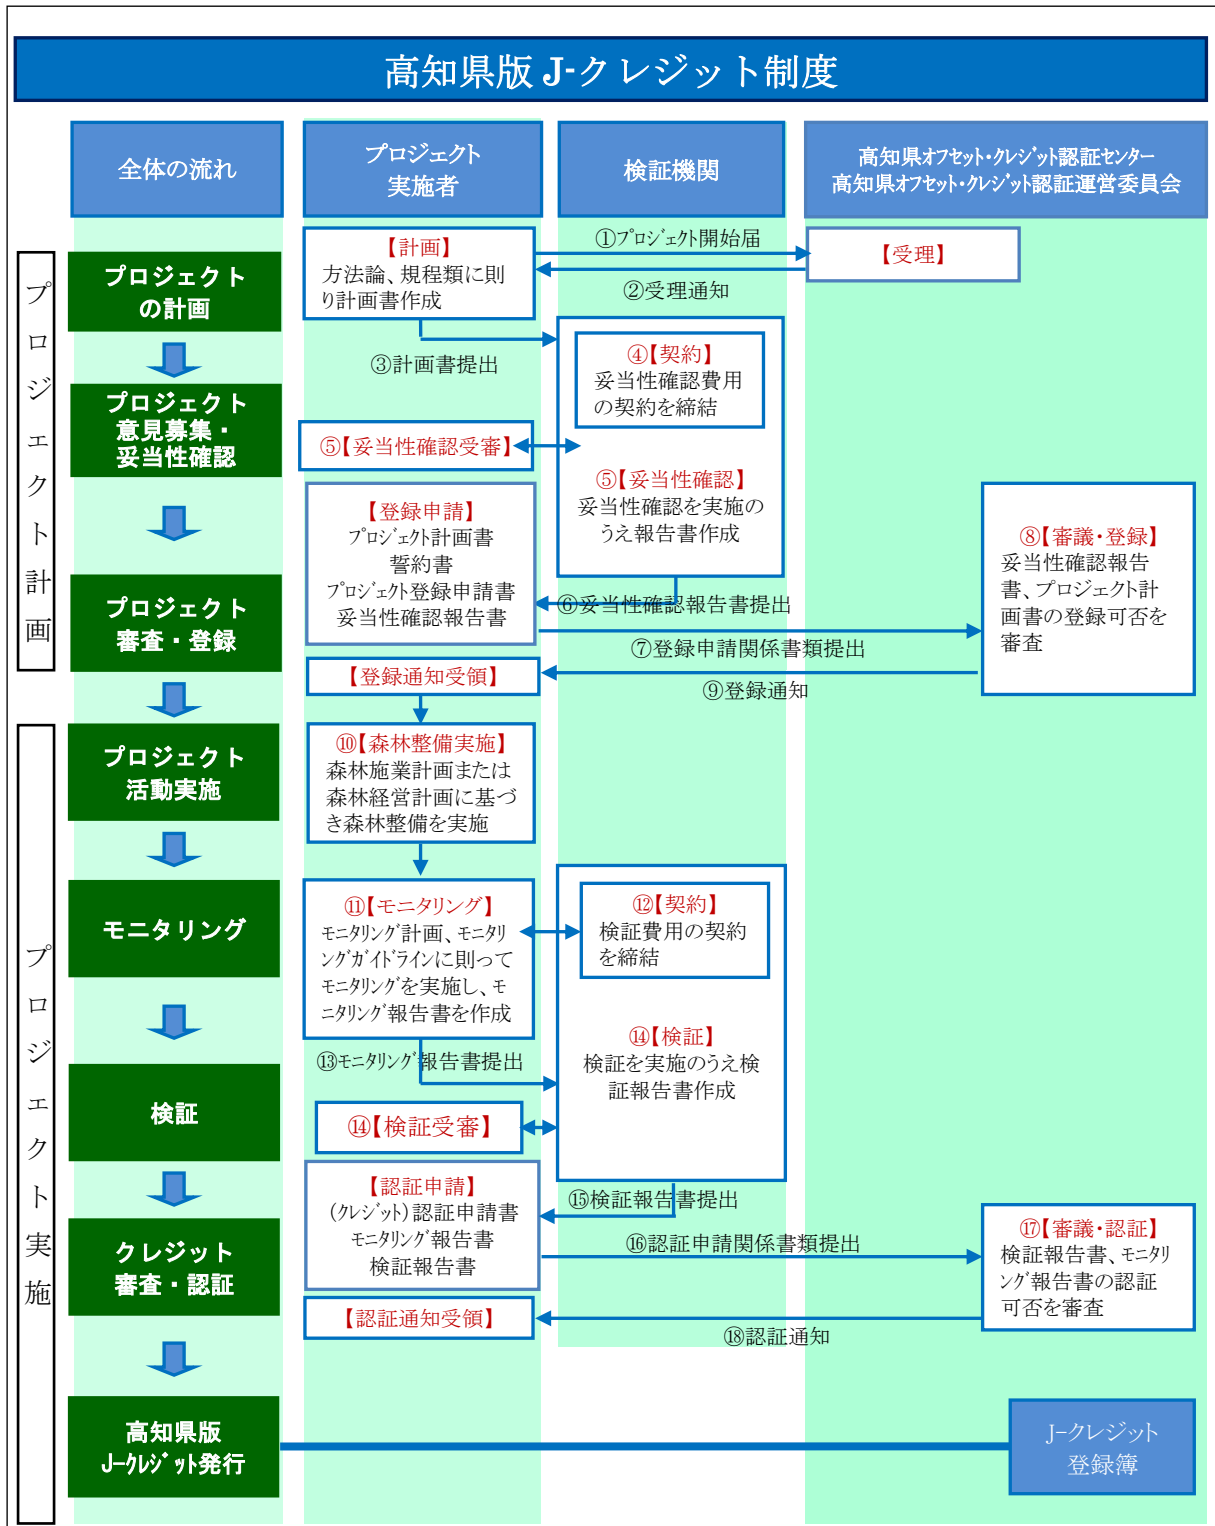 高知県版 J-クレジット制度
全体の流れ
プロジェクト
実施者
検証機関
高知県オフセット・クレジット認証センター
高知県オフセット・クレジット認証運営委員会
プロジェクト計画
プロジェクト
の計画
【計画】
方法論、規程類に則
り計画書作成
①プロジェクト開始届
【受理】
②受理通知
③計画書提出
④【契約】
妥当性確認費用
の契約を締結
プロジェクト
意見募集・
妥当性確認
⑤【妥当性確認受審】
⑤【妥当性確認】
妥当性確認を実施の
うえ報告書作成
【登録申請】
プロジェクト計画書
誓約書
プロジェクト登録申請書
妥当性確認報告書
⑥妥当性確認報告書提出
⑧【審議・登録】
妥当性確認報告
書、プロジェクト計
画書の登録可否を
審査
プロジェクト
審査・登録
⑦登録申請関係書類提出
【登録通知受領】
⑨登録通知
プロジェクト実施
プロジェクト
活動実施
⑩【森林整備実施】
森林施業計画または
森林経営計画に基づ
き森林整備を実施
モニタリング
⑪【モニタリング】
モニタリング計画、モニタリ
ングガイドラインに則って
モニタリングを実施し、モ
ニタリング報告書を作成
⑫【契約】
検証費用の契約
を締結
⑬モニタリング報告書提出
⑭【検証】
検証を実施のうえ検
証報告書作成
検証
⑭【検証受審】
【認証申請】
(クレジット)認証申請書
モニタリング報告書
検証報告書
⑮検証報告書提出
クレジット
審査・認証
⑯認証申請関係書類提出
⑰【審議・認証】
検証報告書、モニタリ
ング報告書の認証
可否を審査
【認証通知受領】
⑱認証通知
高知県版
J-クレジット発行
J-クレジット
登録簿